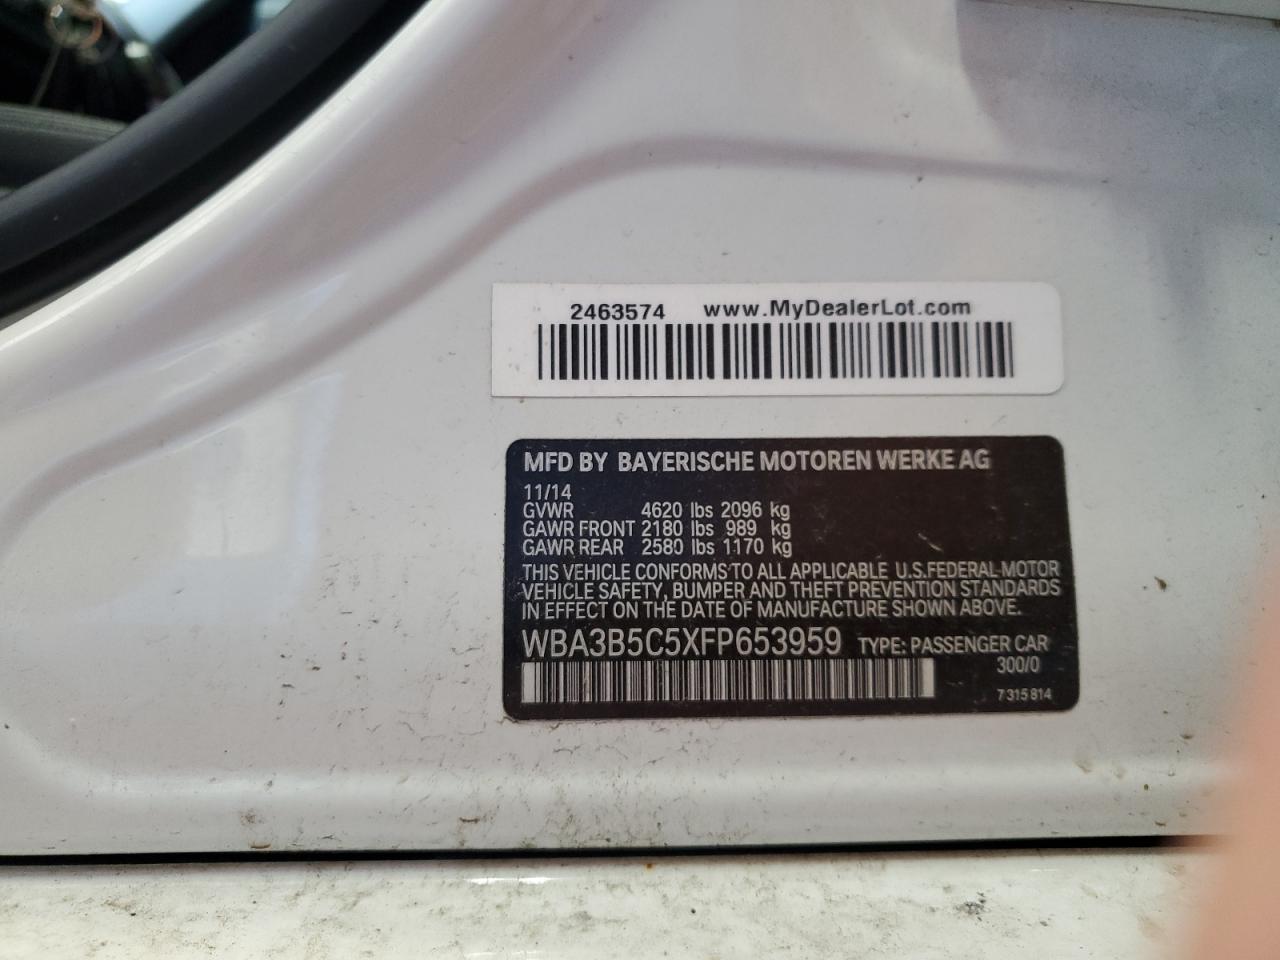 2463574 www.MyDealerLot.com
MFD BY BAYERISCHE MOTOREN WERKE AG
11/14
GVWR 4620 lbs 2096 kg
GAWR FRONT 2180 lbs 989 kg
GAWR REAR 2580 lbs 1170 kg
THIS VEHICLE CONFORMS TO ALL APPLICABLE U.S.FEDERAL-MOTOR
VEHICLE SAFETY, BUMPER AND THEFT PREVENTION STANDARDS
IN EFFECT ON THE DATE OF MANUFACTURE SHOWN ABOVE.
WBA3B5C5XFP653959 TYPE: PASSENGER CAR
300/0
7 315 814